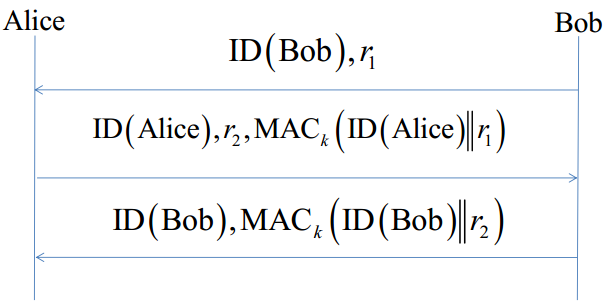 Alice Bob
ID(Bob), r₁
ID(Alice), r₂, MACₖ(ID(Alice)‖r₁)
ID(Bob), MACₖ(ID(Bob)‖r₂)